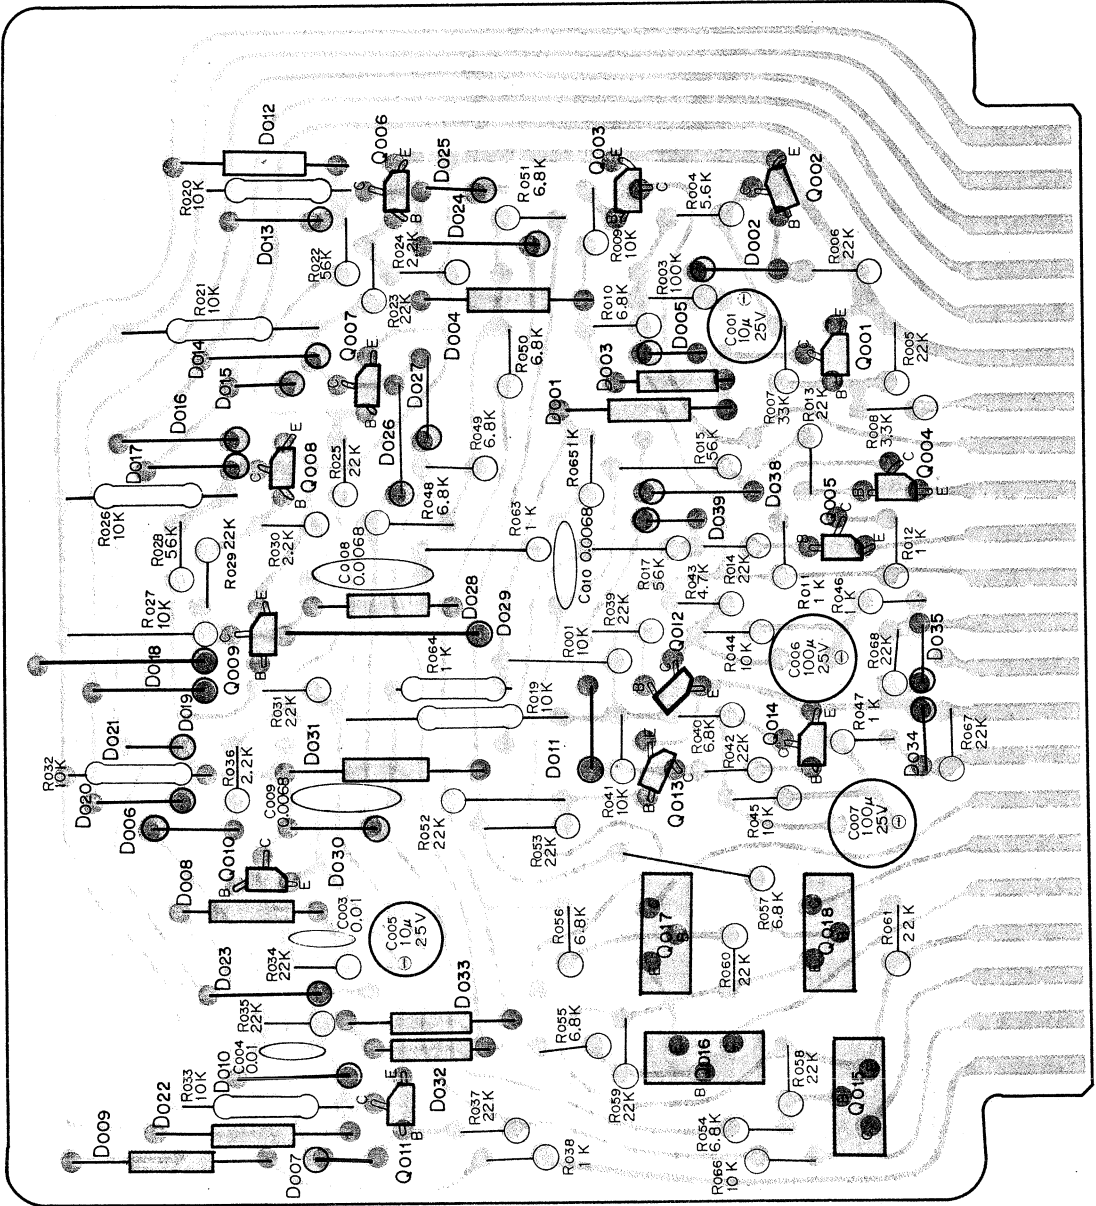 D012
Q006
E
C
B
D025
Q003
E
C
B
Q002
E
C
B
R020
10K
R051
6.8K
R004
5.6K
D013
D024
R022
56K
R024
2.2K
R009
10K
D002
R006
22K
R021
10K
R023
22K
D004
R010
6.8K
R003
100K
D005
C001
10μ
25V
⊖
Q007
E
C
B
D014
D015
R050
6.8K
D003
Q001
E
C
B
R005
22K
D016
D027
D001
R007
33K
R013
22K
R008
3.3K
D017
Q008
E
C
B
R025
22K
D026
R049
6.8K
R0651K
R015
56K
D038
Q004
C
B
E
R026
10K
R048
6.8K
R063
1 K
D039
Q005
C
B
E
R028
56K
R029 22K
R030
2.2K
C008
0.0068
C010 0.0068
R017
56K
R043
4.7K
R014
22K
R011
1 K
R012
1 K
R027
10K
D028
D029
R039
22K
R046
1 K
D018
Q009
E
C
B
R064
1 K
R001
10K
Q012
C
B
E
R044
10K
C006
100μ
25V
⊖
R068
22K
D035
D019
R031
22K
R019
10K
D021
D031
D011
R040
6.8K
R042
22K
Q014
E
C
B
R047
1 K
D034
R067
22K
R032
10K
R036
2.2K
D020
C009
0.0068
R041
10K
Q013
E
C
B
R045
10K
C007
100μ
25V
⊖
D006
Q010
C
B
E
D030
R052
22K
R053
22K
D008
C003
0.01
C005
10μ
25V
⊖
R056
6.8K
Q017
R057
6.8K
Q018
R061
22K
D023
R034
22K
D033
R060
22K
R035
22K
R055
6.8K
C004
0.01
D010
R033
10K
D032
Q016
B
R058
22K
Q015
D022
E
C
B
Q011
R037
22K
R059
22K
R054
6.8K
D009
D007
R038
1 K
R066
10K